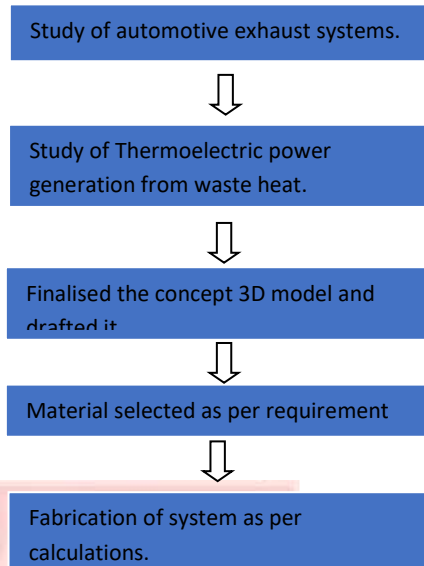 Study of automotive exhaust systems.
Study of Thermoelectric power
generation from waste heat.
Finalised the concept 3D model and
drafted it
Material selected as per requirement
Fabrication of system as per
calculations.